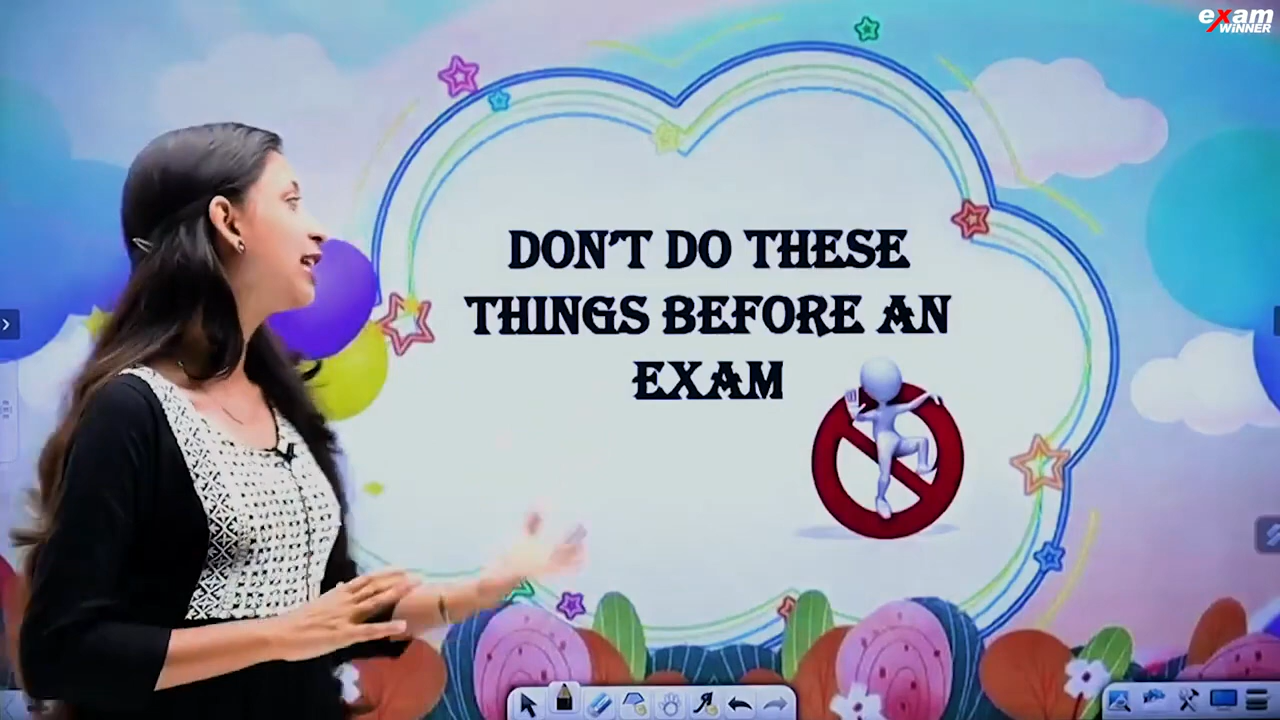 exam
WINNER
DON'T DO THESE
THINGS BEFORE AN
EXAM